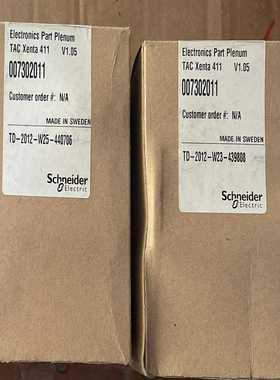 Electronics Part Plenum
TAC Xenta 411 V1.05
007302011
Customer order #: N/A
MADE IN SWEDEN
TD-2012-W25-440706
Schneider
Electric
Electronics Part Plenum
TAC Xenta 411 V1.05
007302011
Customer order #: N/A
MADE IN SWEDEN
TD-2012-W23-439808
Schneider
Electric